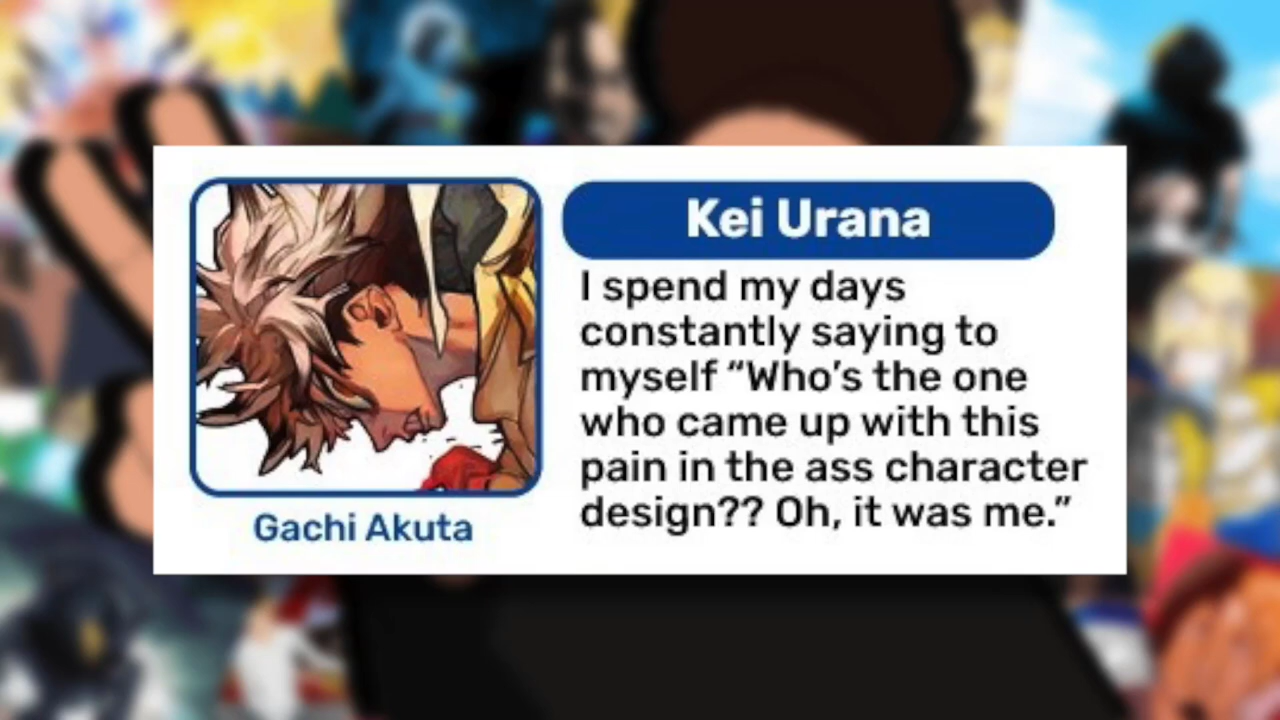 Kei Urana
I spend my days
constantly saying to
myself “Who’s the one
who came up with this
pain in the ass character
design?? Oh, it was me.”
Gachi Akuta